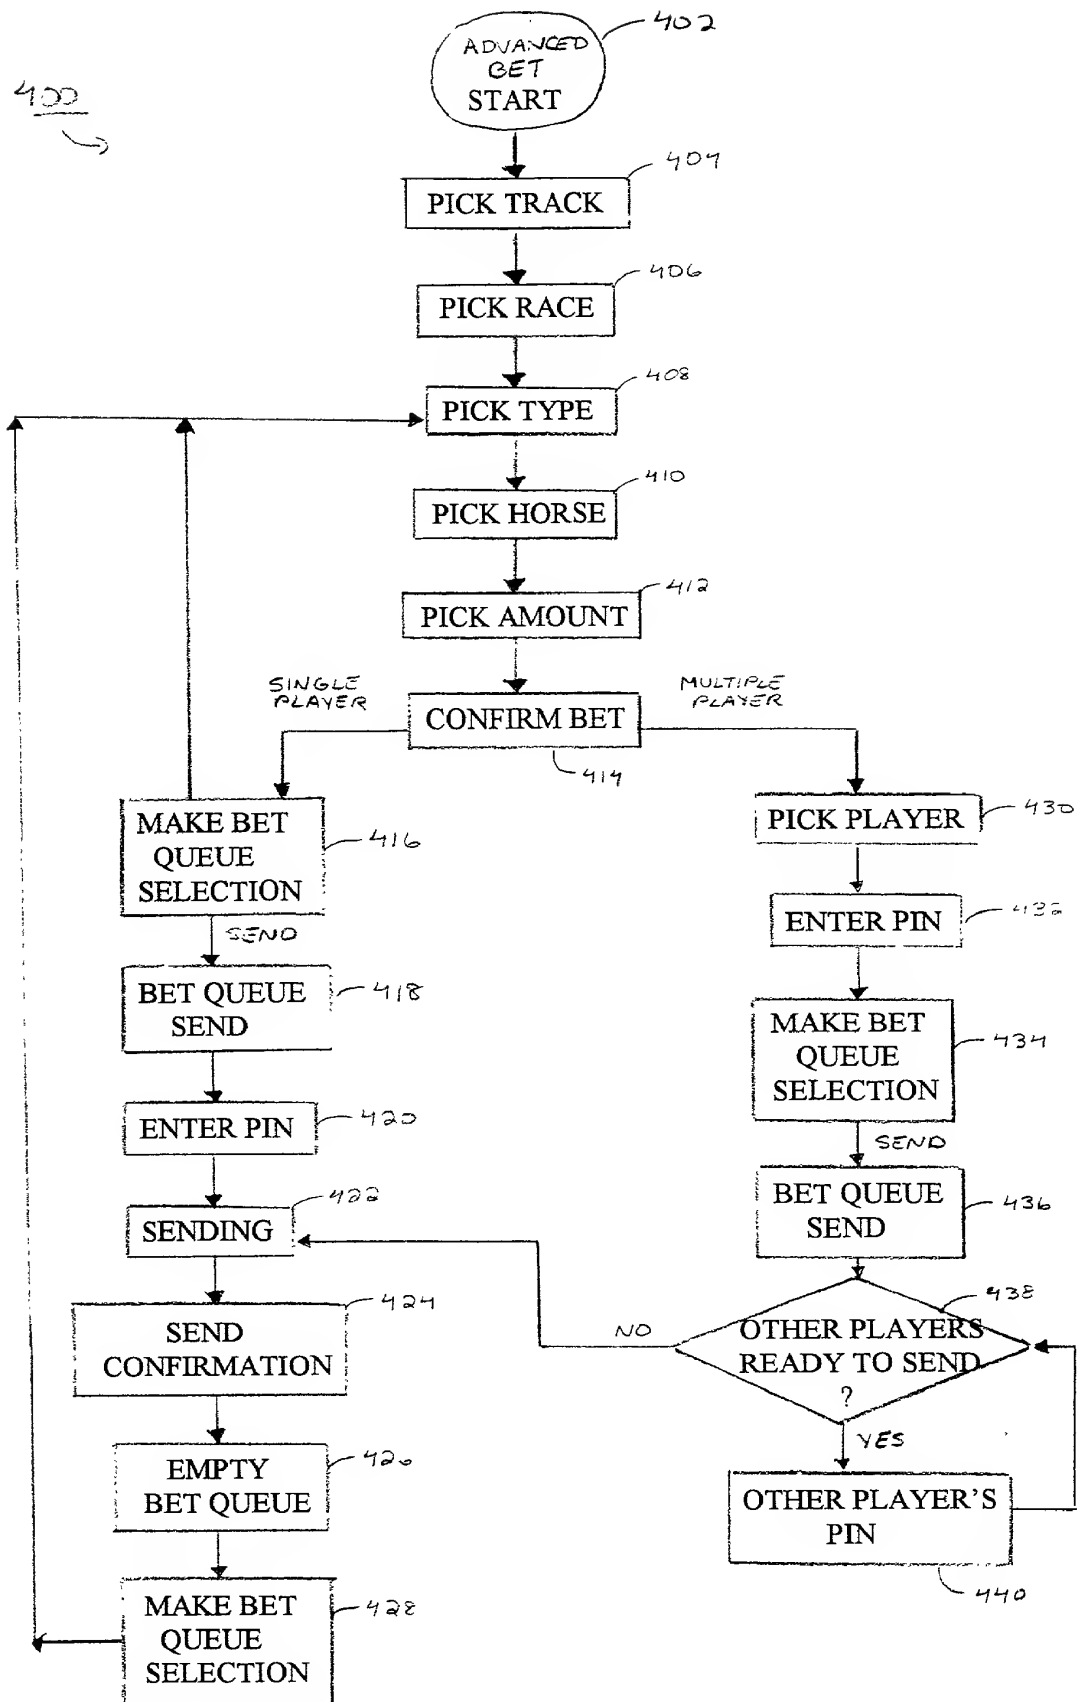 402
ADVANCED
BET
START
400
404
PICK TRACK
406
PICK RACE
408
PICK TYPE
410
PICK HORSE
412
PICK AMOUNT
SINGLE
PLAYER
MULTIPLE
PLAYER
CONFIRM BET
414
MAKE BET
QUEUE
SELECTION
416
SEND
BET QUEUE
SEND
418
ENTER PIN
420
SENDING
422
SEND
CONFIRMATION
424
EMPTY
BET QUEUE
426
MAKE BET
QUEUE
SELECTION
428
PICK PLAYER
430
ENTER PIN
432
MAKE BET
QUEUE
SELECTION
434
SEND
BET QUEUE
SEND
436
438
NO
OTHER PLAYERS
READY TO SEND
?
YES
OTHER PLAYER'S
PIN
440